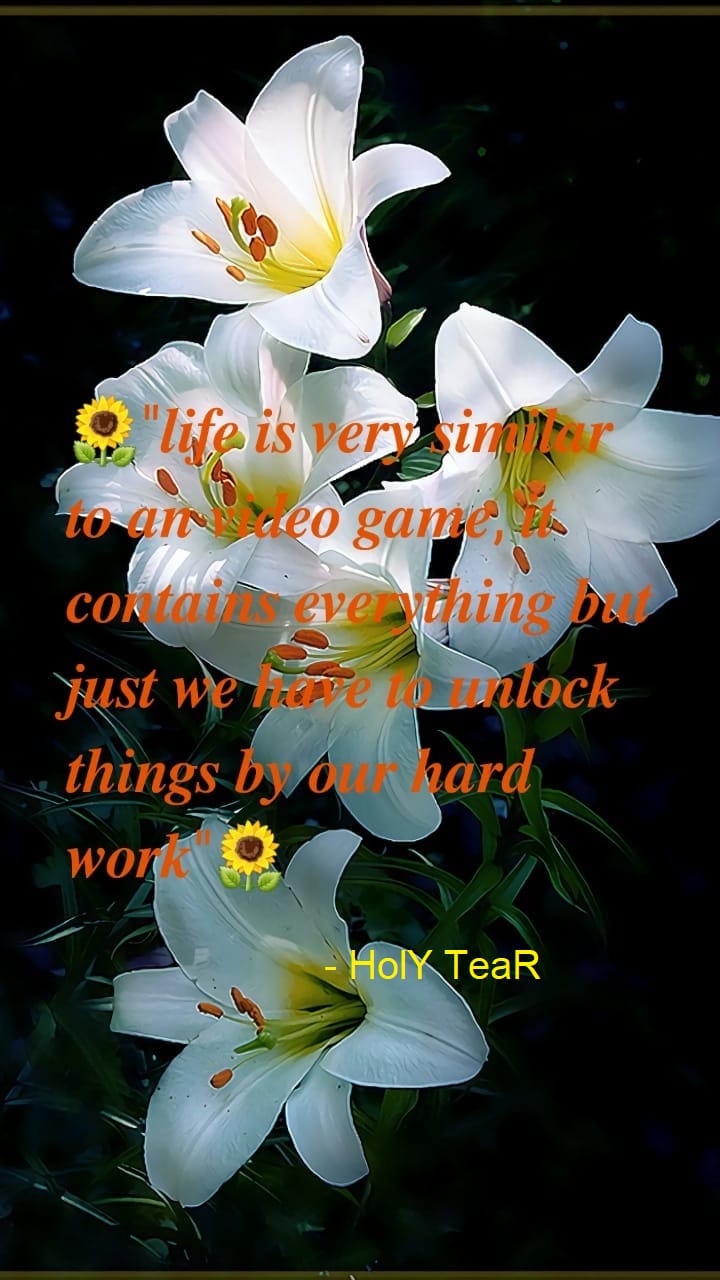 🌻"life is very similar
to an video game, it
contains everything but
just we have to unlock
things by our hard
work"🌻
- HolY TeaR